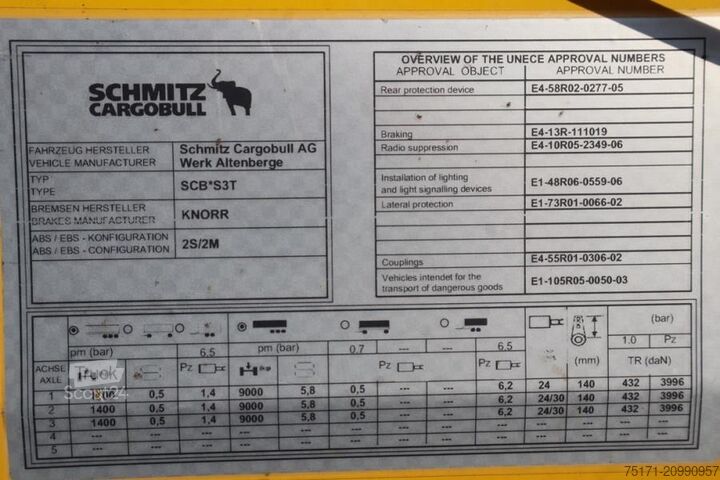 SCHMITZ
CARGOBULL
FAHRZEUG HERSTELLER
VEHICLE MANUFACTURER
Schmitz Cargobull AG
Werk Altenberge
TYP
TYPE
SCB*S3T
BREMSEN HERSTELLER
BRAKES MANUFACTURER
KNORR
ABS / EBS - KONFIGURATION
ABS / EBS - CONFIGURATION
2S/2M
OVERVIEW OF THE UNECE APPROVAL NUMBERS
APPROVAL OBJECT APPROVAL NUMBER
Rear protection device E4-58R02-0277-05
Braking E4-13R-111019
Radio suppression E4-10R05-2349-06
Installation of lighting
and light signalling devices
E1-48R06-0559-06
Lateral protection E1-73R01-0066-02
Couplings E4-55R01-0306-02
Vehicles intendet for the
transport of dangerous goods
E1-105R05-0050-03
(bar)
pm (bar) 6.5 pm (bar) 0.7 --- --- 6.5 1.0 Pz
ACHSE
AXLE
Pz Pz Pz (mm) TR (daN)
1 0,5 1,4 9000 5,8 0,5 --- --- 6,2 24 140 432 3996
2 1400 0,5 1,4 9000 5,8 0,5 --- --- 6,2 24/30 140 432 3996
3 1400 0,5 1,4 9000 5,8 0,5 --- --- 6,2 24/30 140 432 3996
4 --- --- --- --- --- --- --- --- --- --- --- --- ---
5 --- --- --- --- --- --- --- --- --- --- --- --- ---
Truck
Scout24
75171-20990957